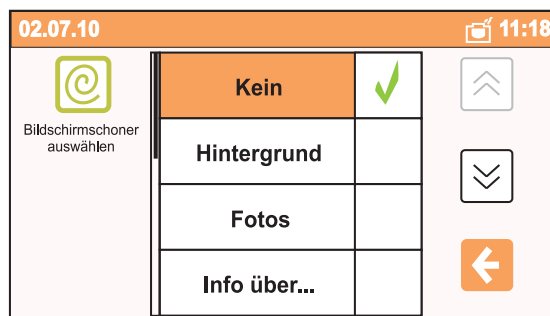 02.07.10
11:18
Bildschirmschoner
auswählen
Kein
Hintergrund
Fotos
Info über...